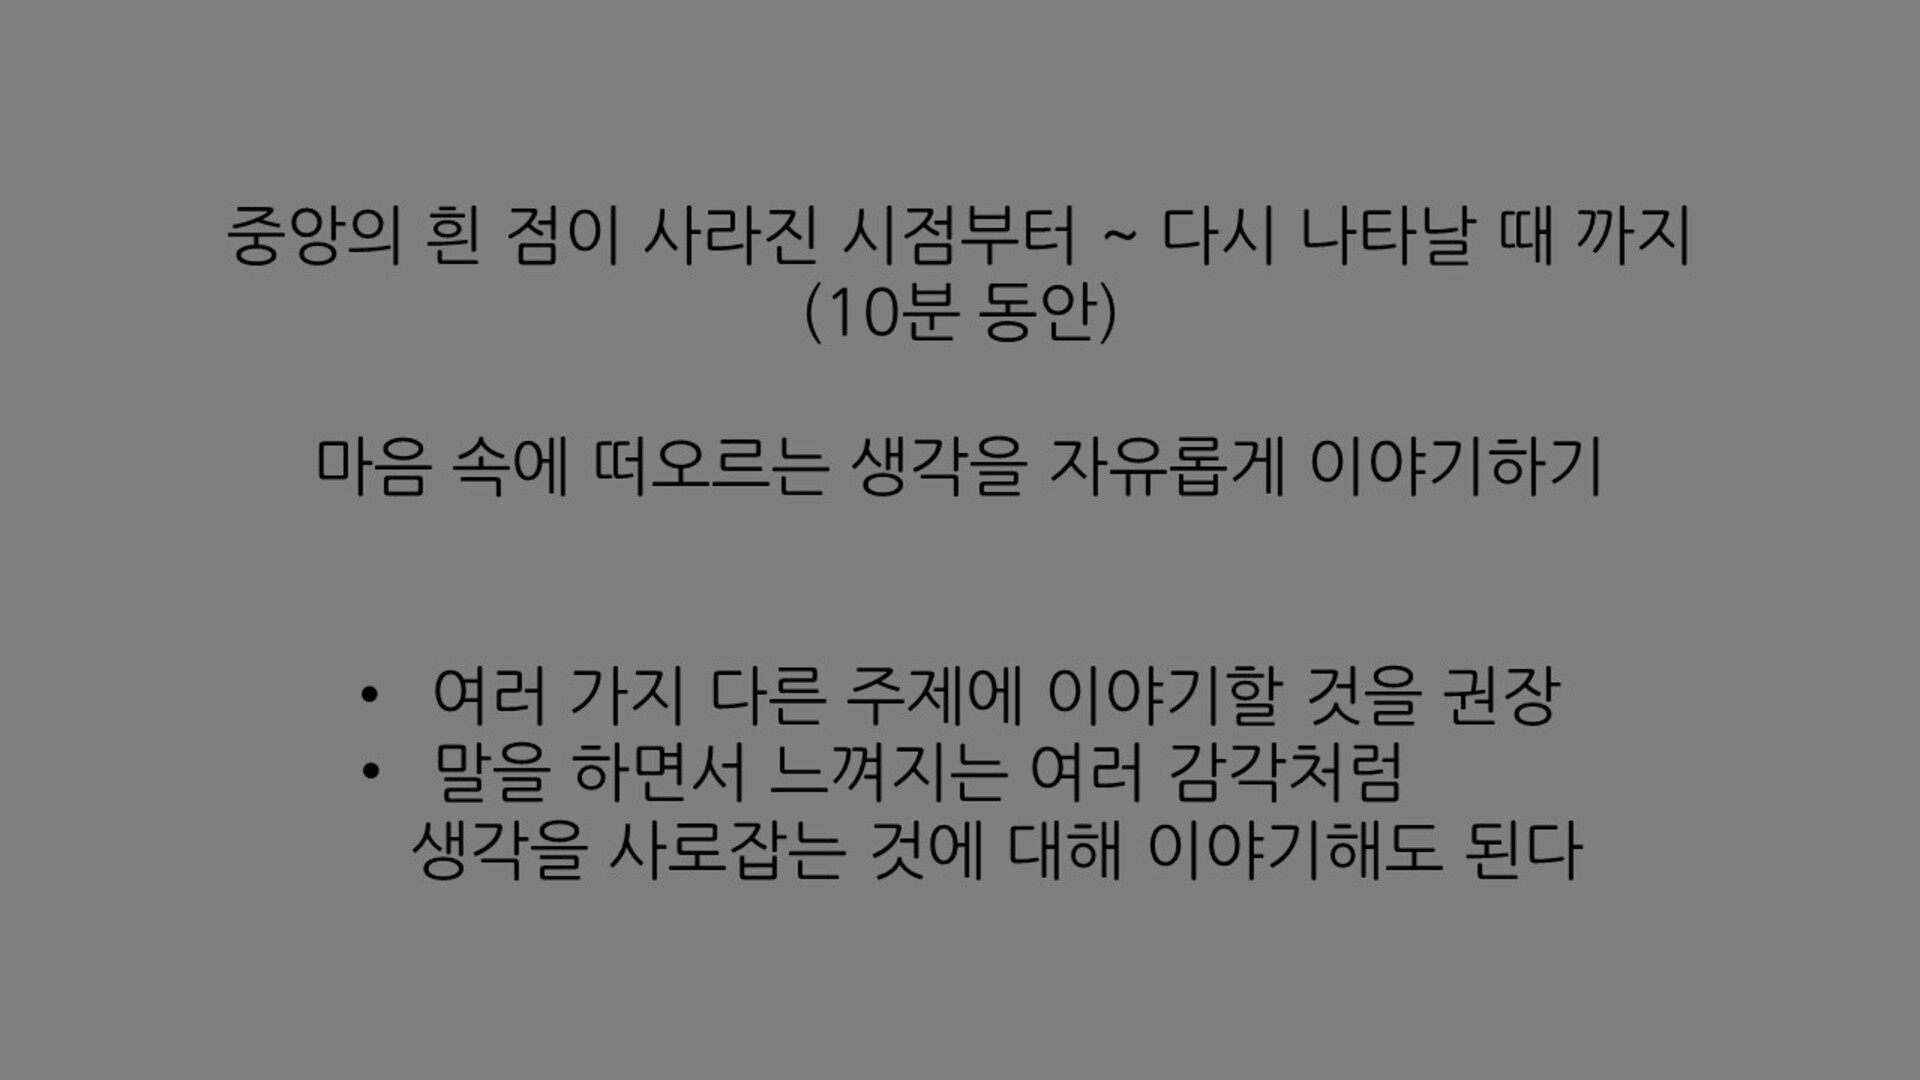 중앙의 흰 점이 사라진 시점부터 ~ 다시 나타날 때 까지
(10분 동안)
마음 속에 떠오르는 생각을 자유롭게 이야기하기
• 여러 가지 다른 주제에 이야기할 것을 권장
• 말을 하면서 느껴지는 여러 감각처럼
생각을 사로잡는 것에 대해 이야기해도 된다